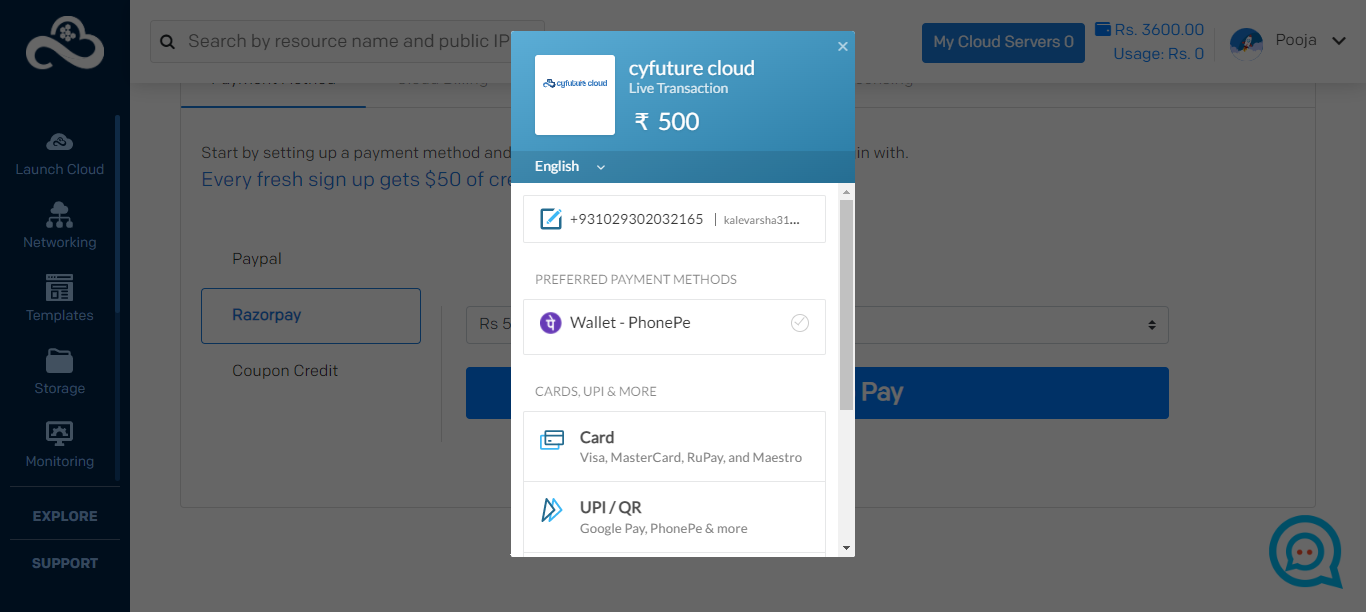 Search by resource name and public IP
My Cloud Servers 0
Rs. 3600.00
Usage: Rs. 0
Pooja
Launch Cloud
Networking
Templates
Storage
Monitoring
EXPLORE
SUPPORT
Payment Method
Cloud Billing
Start by setting up a payment method and
in with.
Every fresh sign up gets $50 of cre
Paypal
Razorpay
Coupon Credit
Rs 5
Pay
cyfuture cloud
cyfuture cloud
Live Transaction
₹ 500
English
+931029302032165 | kalevarsha31...
PREFERRED PAYMENT METHODS
Wallet - PhonePe
CARDS, UPI & MORE
Card
Visa, MasterCard, RuPay, and Maestro
UPI / QR
Google Pay, PhonePe & more